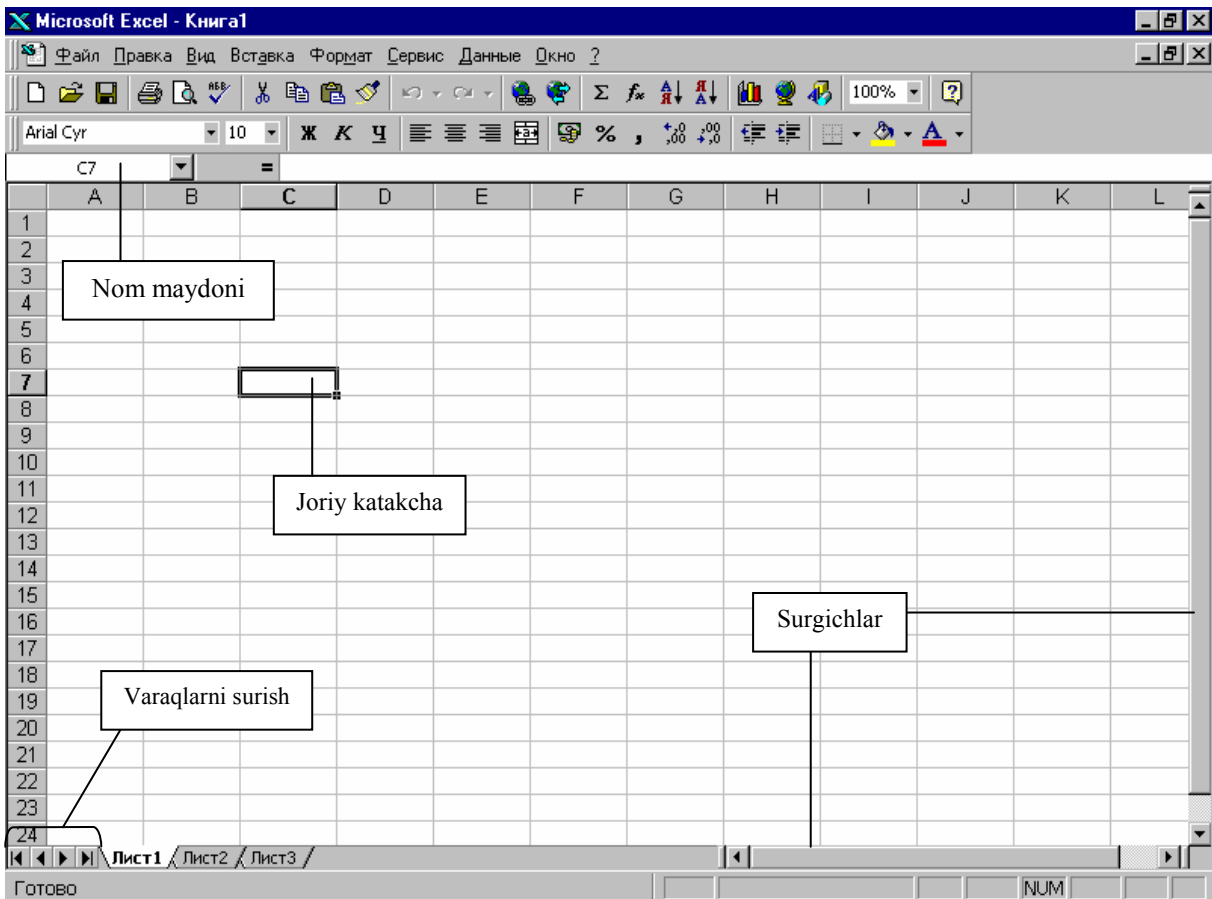 Microsoft Excel - Книга1
Файл Правка Вид Вставка Формат Сервис Данные Окно ?
100%
Arial Cyr 10 Ж К Ч % ,
C7 =
A B C D E F G H I J K L
1
2
3
Nom maydoni
4
5
6
7
8
9
10
11
Joriy katakcha
12
13
14
15
16
Surgichlar
17
18
19
Varaqlarni surish
20
21
22
23
24
Лист1 Лист2 Лист3
Готово NUM